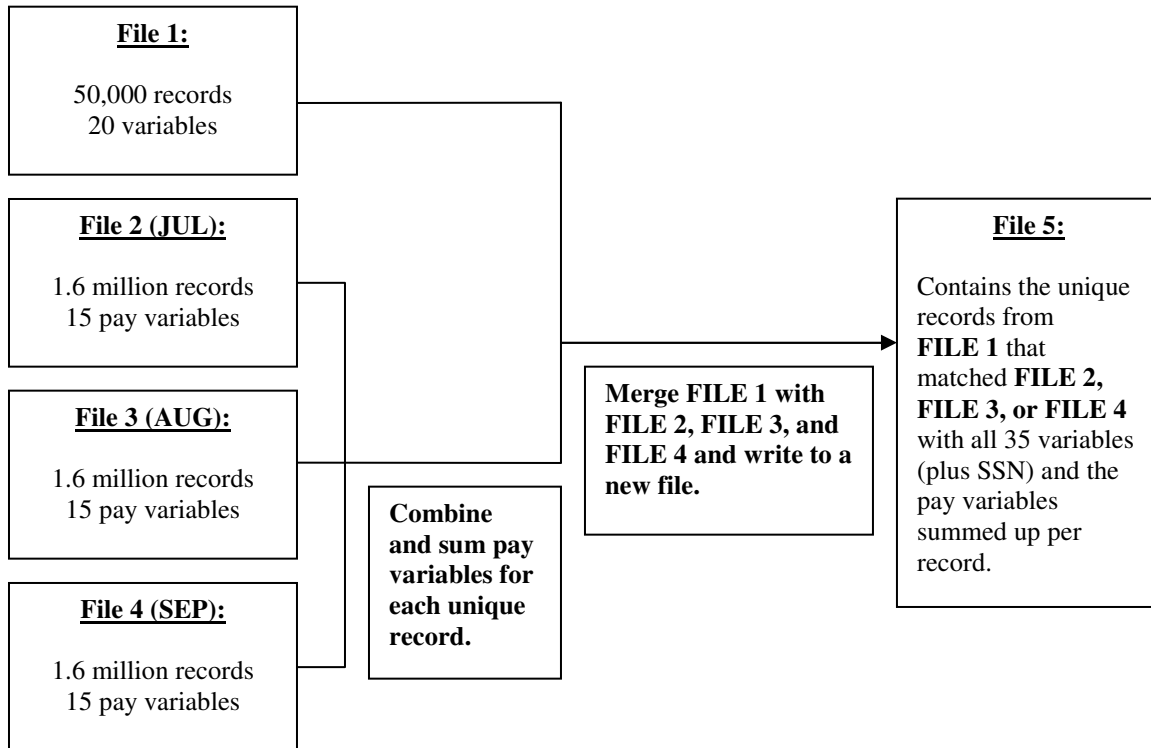 File 1:
50,000 records
20 variables
File 2 (JUL):
1.6 million records
15 pay variables
File 3 (AUG):
1.6 million records
15 pay variables
File 4 (SEP):
1.6 million records
15 pay variables
Combine
and sum pay
variables for
each unique
record.
Merge FILE 1 with
FILE 2, FILE 3, and
FILE 4 and write to a
new file.
File 5:
Contains the unique
records from
FILE 1 that
matched FILE 2,
FILE 3, or FILE 4
with all 35 variables
(plus SSN) and the
pay variables
summed up per
record.